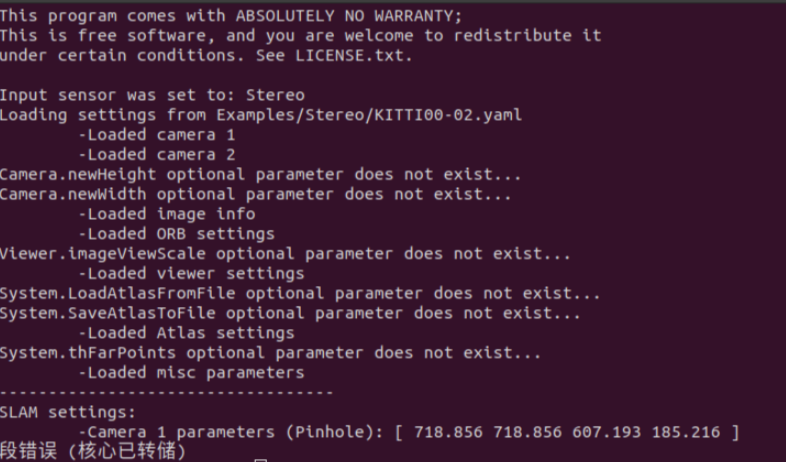 This program comes with ABSOLUTELY NO WARRANTY;
This is free software, and you are welcome to redistribute it
under certain conditions. See LICENSE.txt.
Input sensor was set to: Stereo
Loading settings from Examples/Stereo/KITTI00-02.yaml
-Loaded camera 1
-Loaded camera 2
Camera.newHeight optional parameter does not exist...
Camera.newWidth optional parameter does not exist...
-Loaded image info
-Loaded ORB settings
Viewer.imageViewScale optional parameter does not exist...
-Loaded viewer settings
System.LoadAtlasFromFile optional parameter does not exist...
System.SaveAtlasToFile optional parameter does not exist...
-Loaded Atlas settings
System.thFarPoints optional parameter does not exist...
-Loaded misc parameters
----------------------------------
SLAM settings:
-Camera 1 parameters (Pinhole): [ 718.856 718.856 607.193 185.216 ]
段错误 (核心已转储)